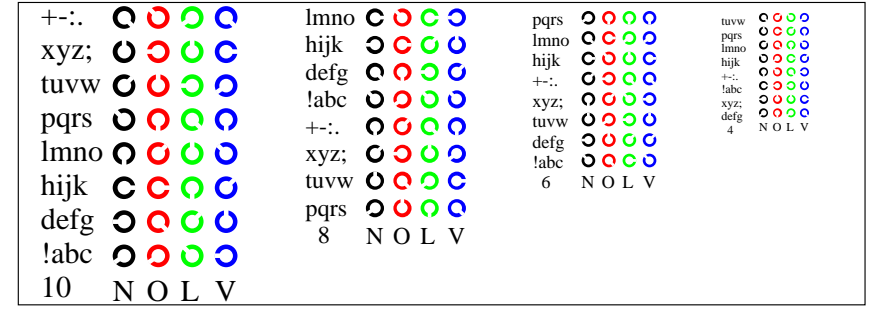 +-:.
xyz;
tuvw
pqrs
lmno
hijk
defg
!abc
10 N O L V
lmno
hijk
defg
!abc
+-:.
xyz;
tuvw
pqrs
8 N O L V
pqrs
lmno
hijk
+-:.
xyz;
tuvw
defg
!abc
6 N O L V
tuvw
pqrs
lmno
hijk
+-:.
!abc
xyz;
defg
4 N O L V